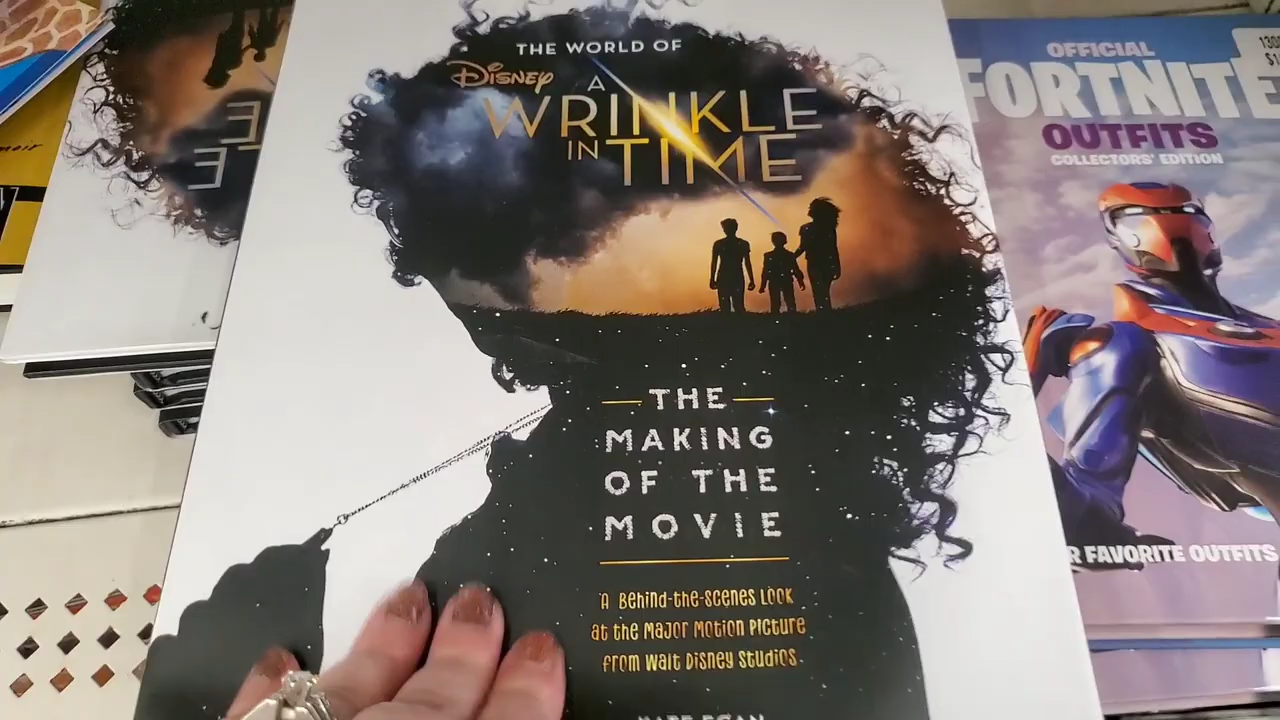 THE WORLD OF
DISNEY
A
WRINKLE
IN TIME
THE
MAKING
OF THE
MOVIE
A BEHIND-THE-SCENES LOOK
AT THE MAJOR MOTION PICTURE
FROM WALT DISNEY STUDIOS
OFFICIAL
FORTNITE
OUTFITS
COLLECTORS' EDITION
FAVORITE OUTFITS